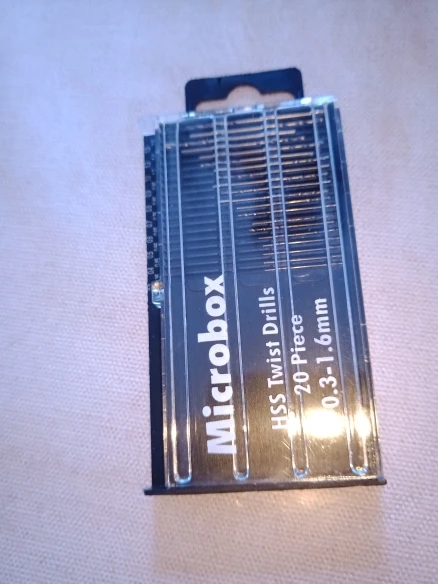 Microbox
HSS Twist Drills
20 Piece
0.3-1.6mm